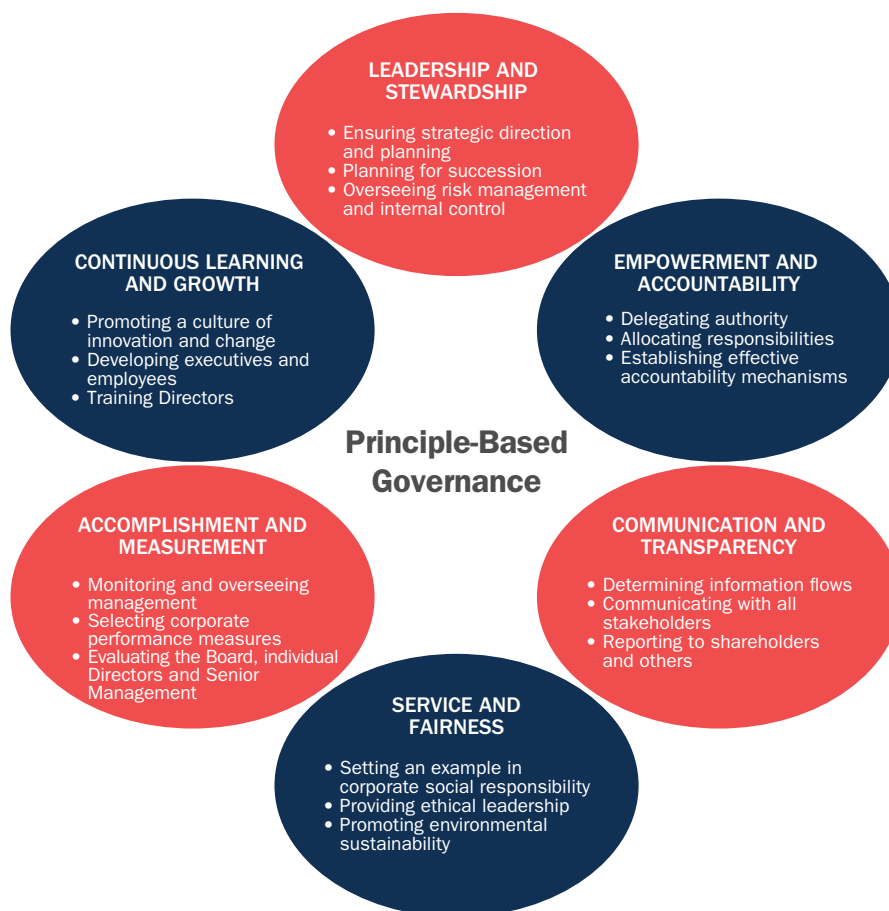 LEADERSHIP AND
STEWARDSHIP
• Ensuring strategic direction
and planning
• Planning for succession
• Overseeing risk management
and internal control
CONTINUOUS LEARNING
AND GROWTH
• Promoting a culture of
innovation and change
• Developing executives and
employees
• Training Directors
EMPOWERMENT AND
ACCOUNTABILITY
• Delegating authority
• Allocating responsibilities
• Establishing effective
accountability mechanisms
Principle-Based
Governance
ACCOMPLISHMENT AND
MEASUREMENT
• Monitoring and overseeing
management
• Selecting corporate
performance measures
• Evaluating the Board, individual
Directors and Senior
Management
COMMUNICATION AND
TRANSPARENCY
• Determining information flows
• Communicating with all
stakeholders
• Reporting to shareholders
and others
SERVICE AND
FAIRNESS
• Setting an example in
corporate social responsibility
• Providing ethical leadership
• Promoting environmental
sustainability